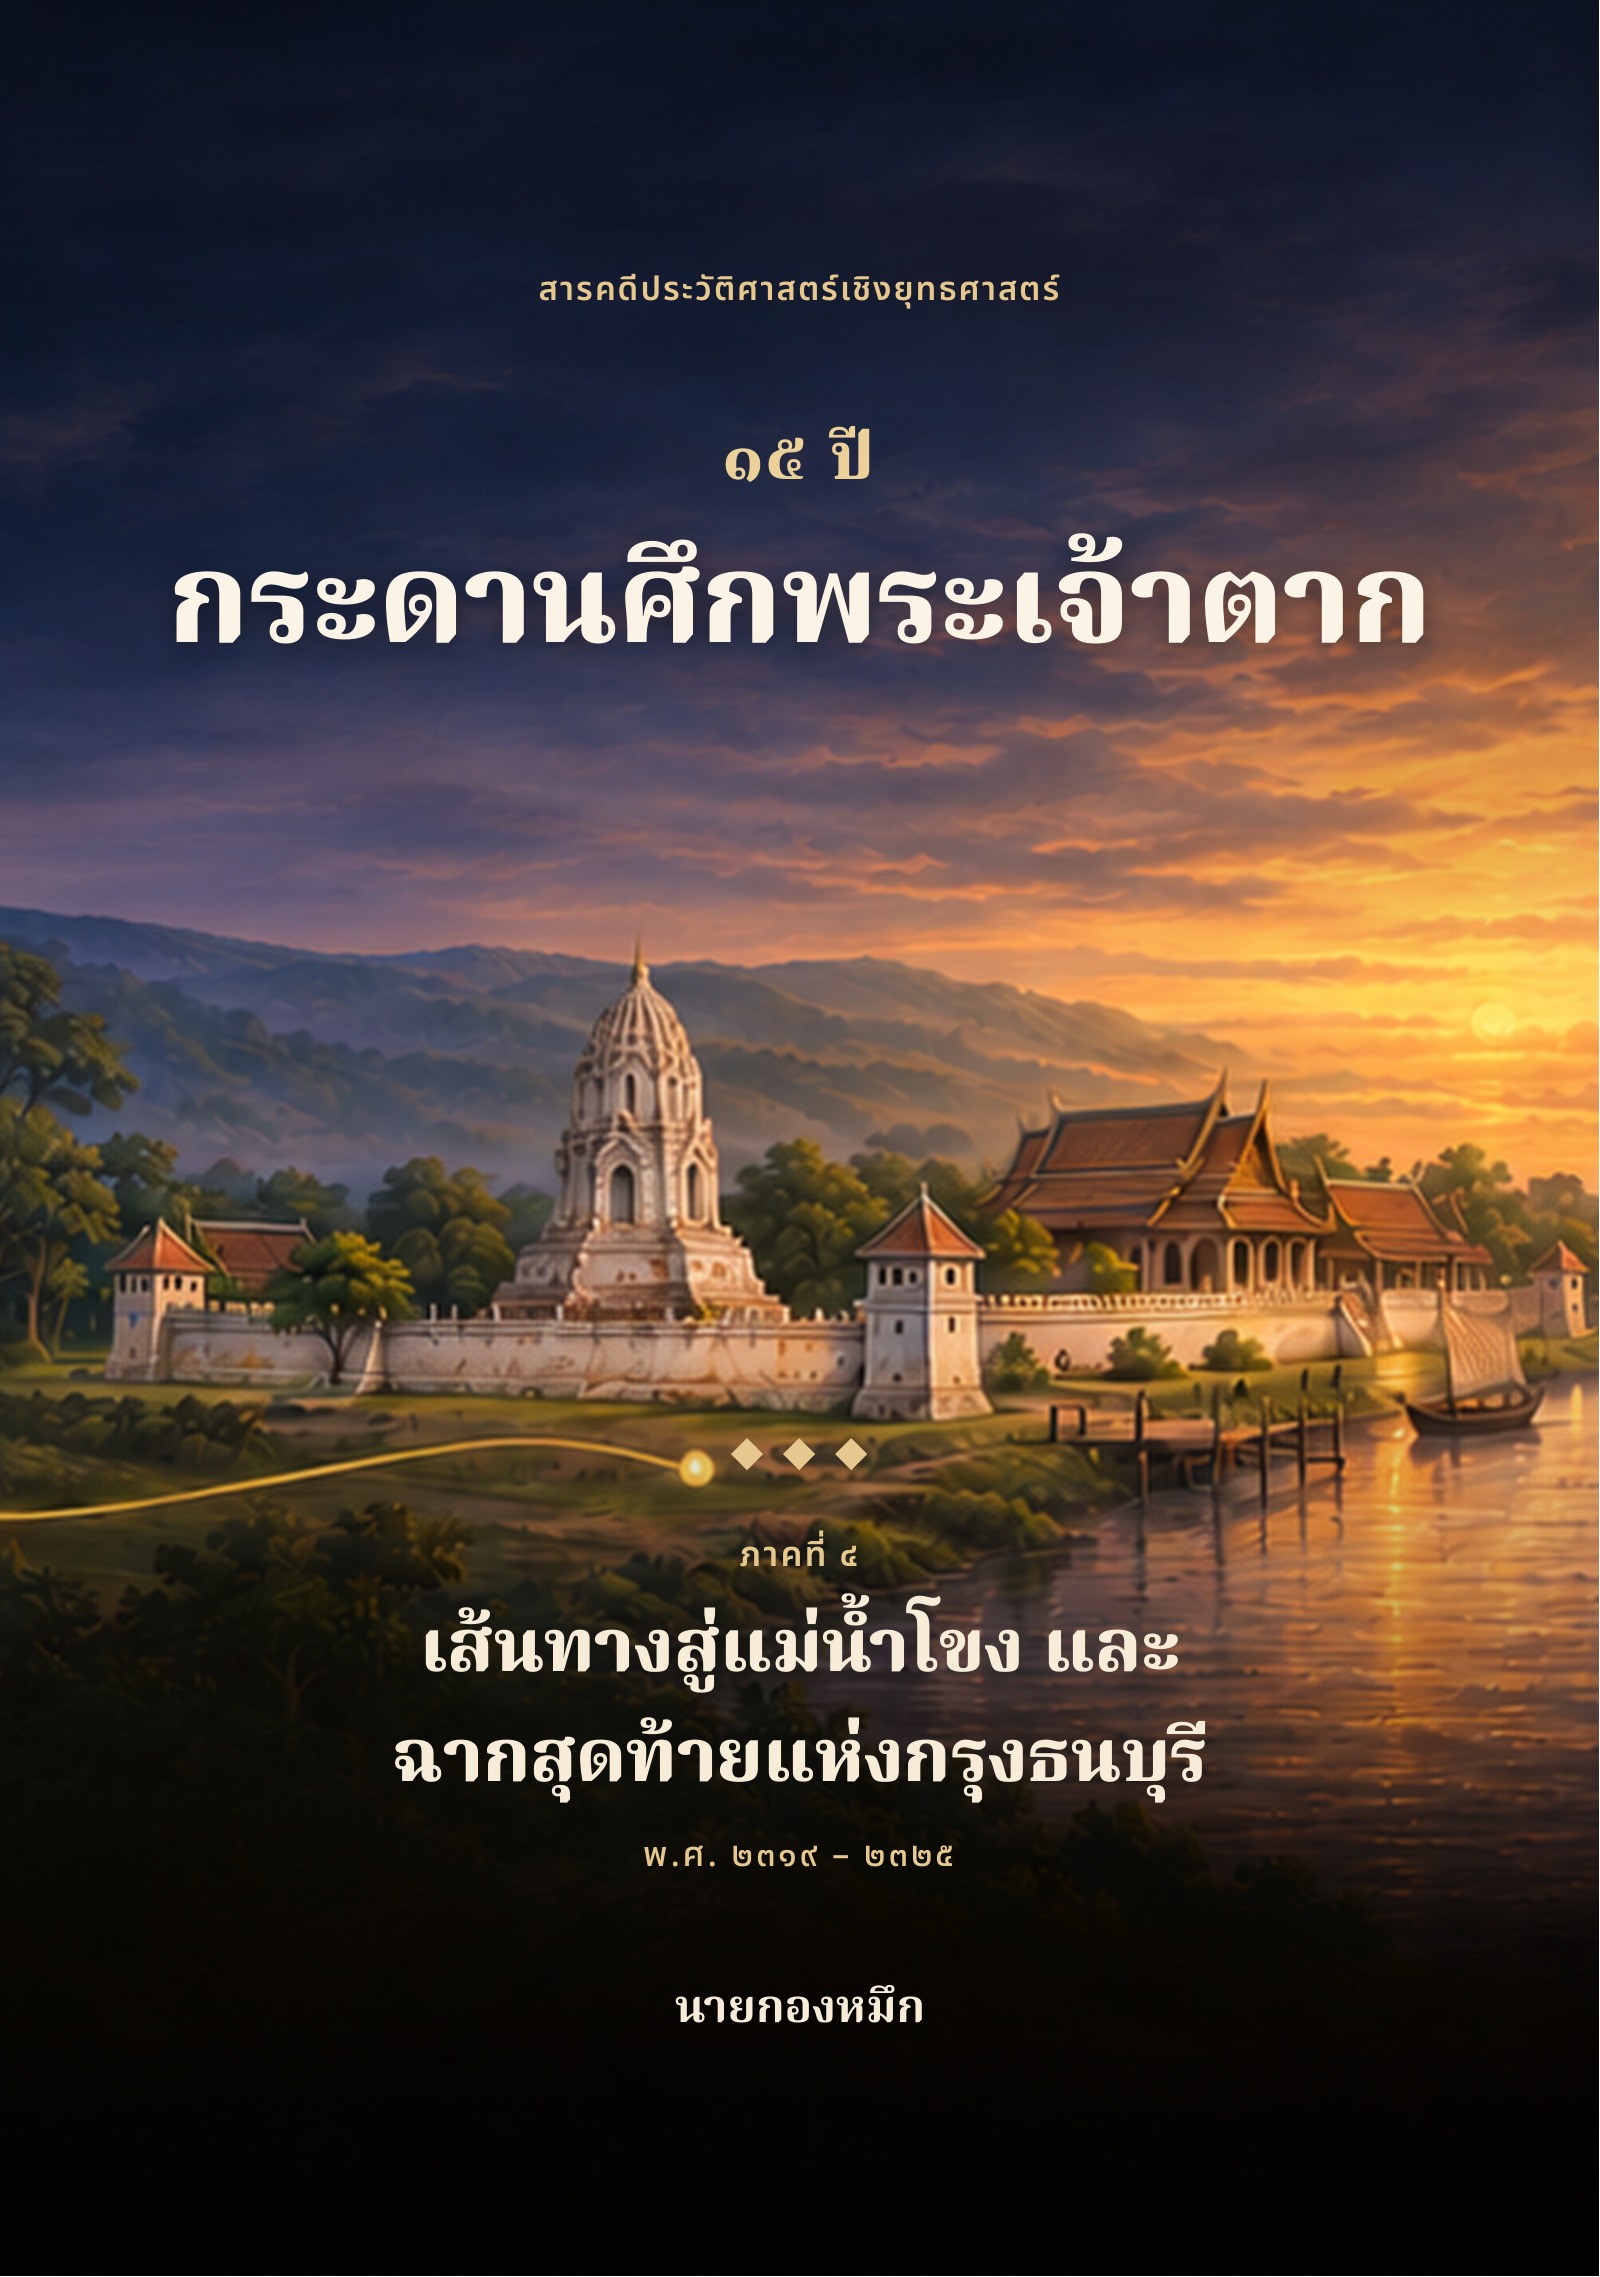 สารคดีประวัติศาสตร์เชิงยุทธศาสตร์
๑๕ ปี
กระดานศึกพระเจ้าตาก
ภาคที่ ๔
เส้นทางสู่แม่น้ำโขง และ
ฉากสุดท้ายแห่งกรุงธนบุรี
พ.ศ. ๒๓๑๙ – ๒๓๒๕
นายกองหมึก